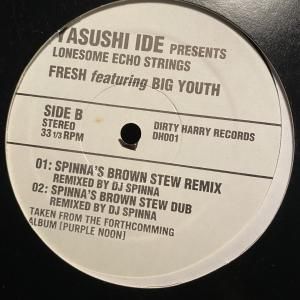 YASUSHI IDE PRESENTS
LONESOME ECHO STRINGS
FRESH featuring BIG YOUTH
SIDE B
STEREO
33 1/3 RPM
DIRTY HARRY RECORDS
DH001
01: SPINNA'S BROWN STEW REMIX
REMIXED BY DJ SPINNA
02: SPINNA'S BROWN STEW DUB
REMIXED BY DJ SPINNA
TAKEN FROM THE FORTHCOMMING
ALBUM [PURPLE NOON]